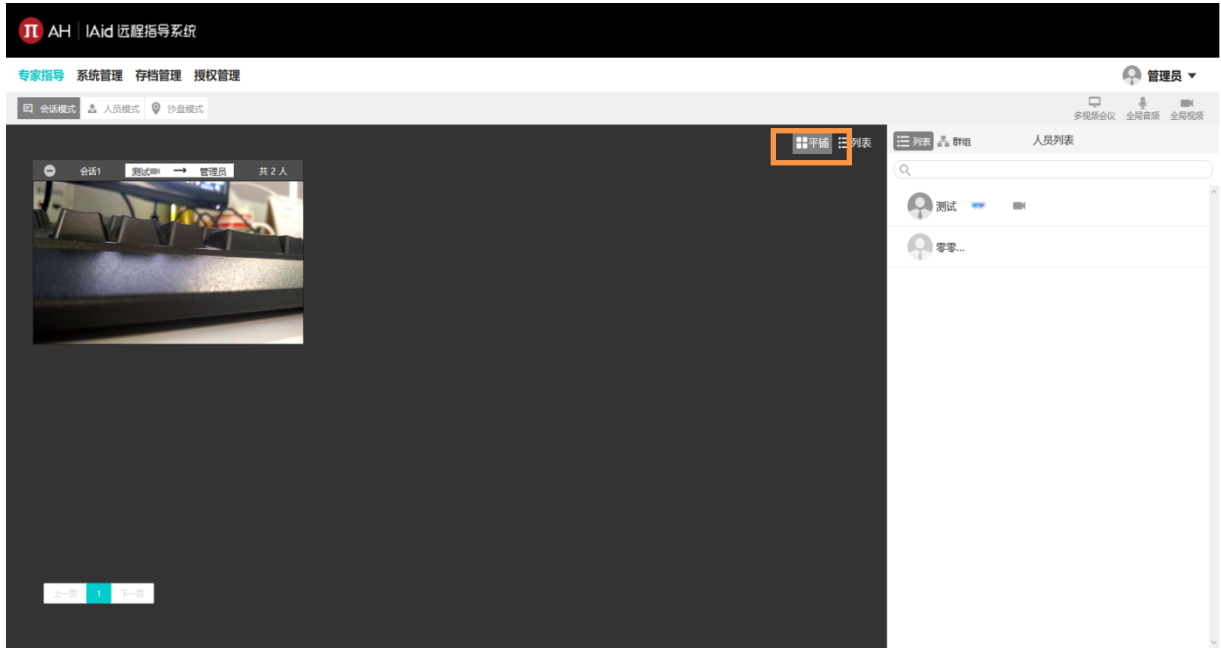 AH IAid 远程指导系统
专家指导 系统管理 存档管理 授权管理 管理员
会话模式 人员模式 沙盘模式 多视频会议 全局音频 全局视频
平铺 列表 列表 群组 人员列表
会话1 测试 → 管理员 共 2 人
测试
零零...
上一页 1 下一页